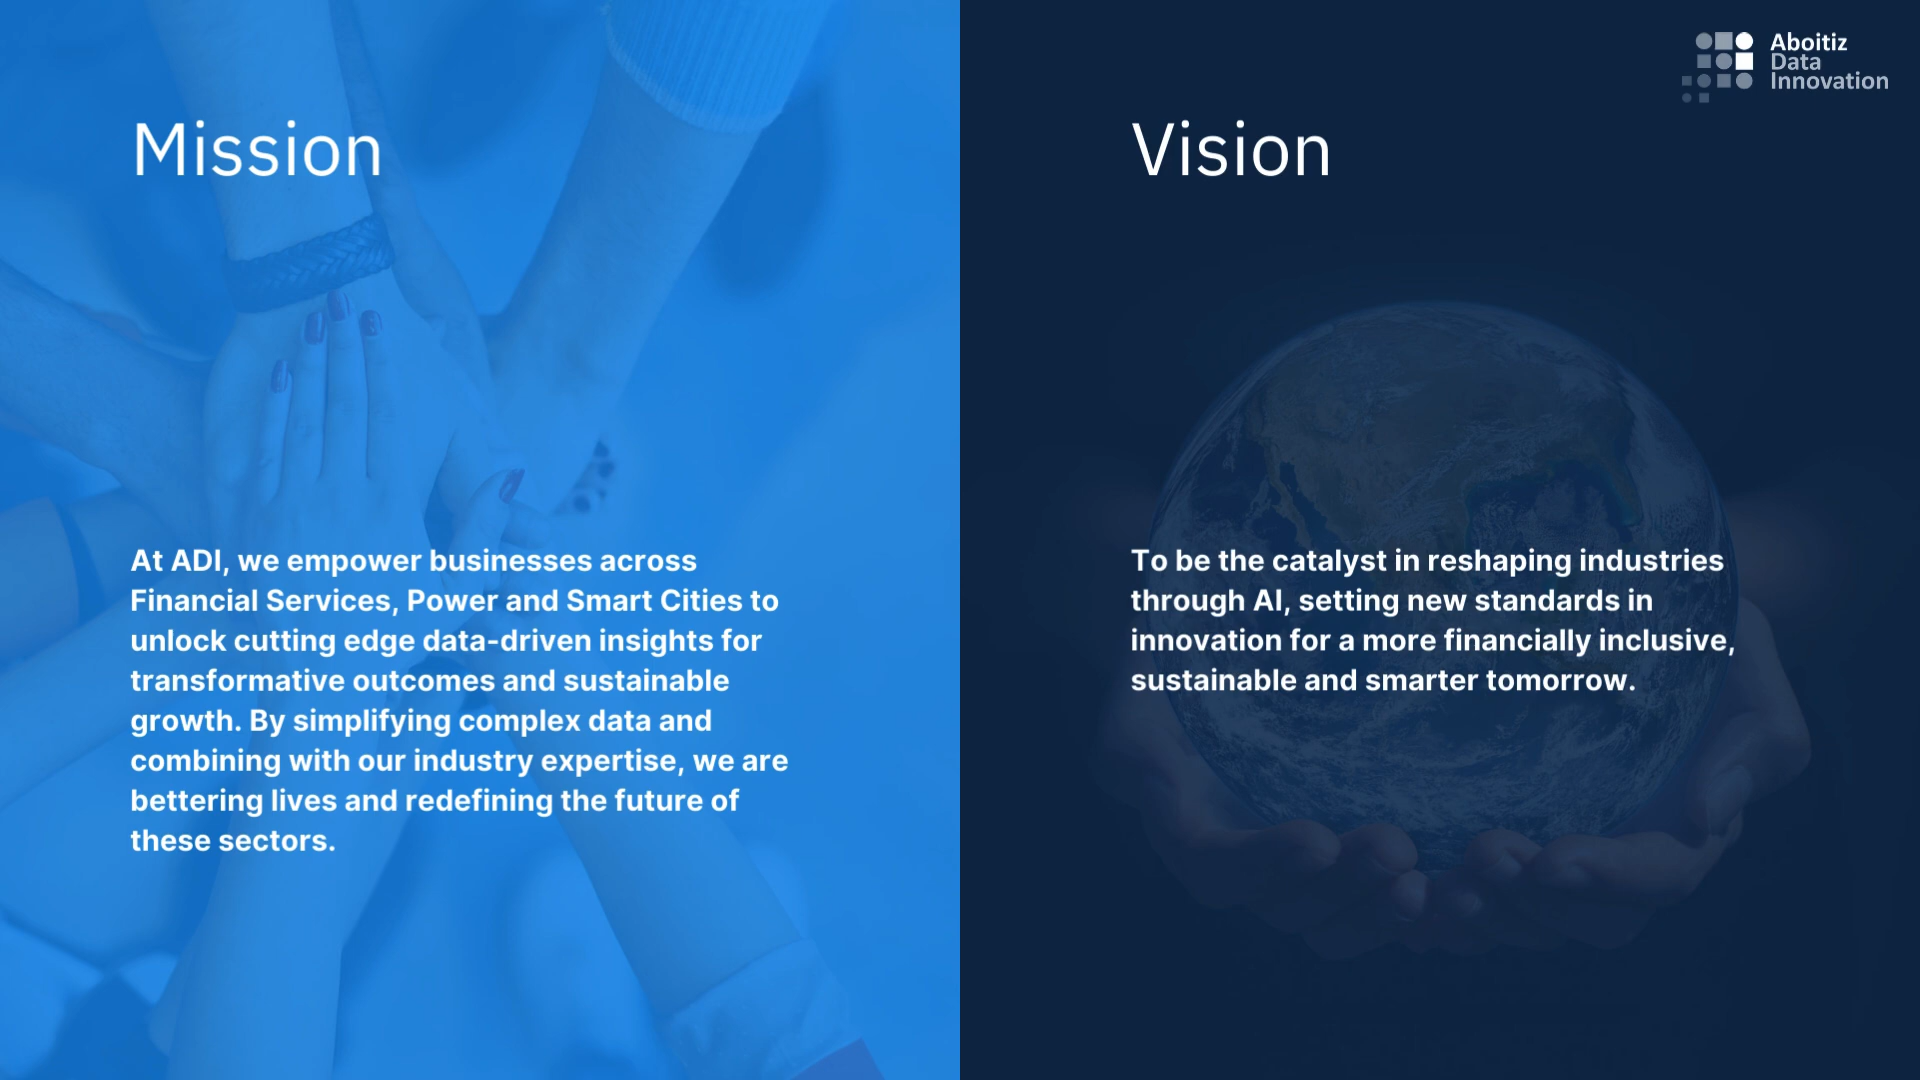 Aboitiz
Data
Innovation
Mission
At ADI, we empower businesses across
Financial Services, Power and Smart Cities to
unlock cutting edge data-driven insights for
transformative outcomes and sustainable
growth. By simplifying complex data and
combining with our industry expertise, we are
bettering lives and redefining the future of
these sectors.
Vision
To be the catalyst in reshaping industries
through AI, setting new standards in
innovation for a more financially inclusive,
sustainable and smarter tomorrow.